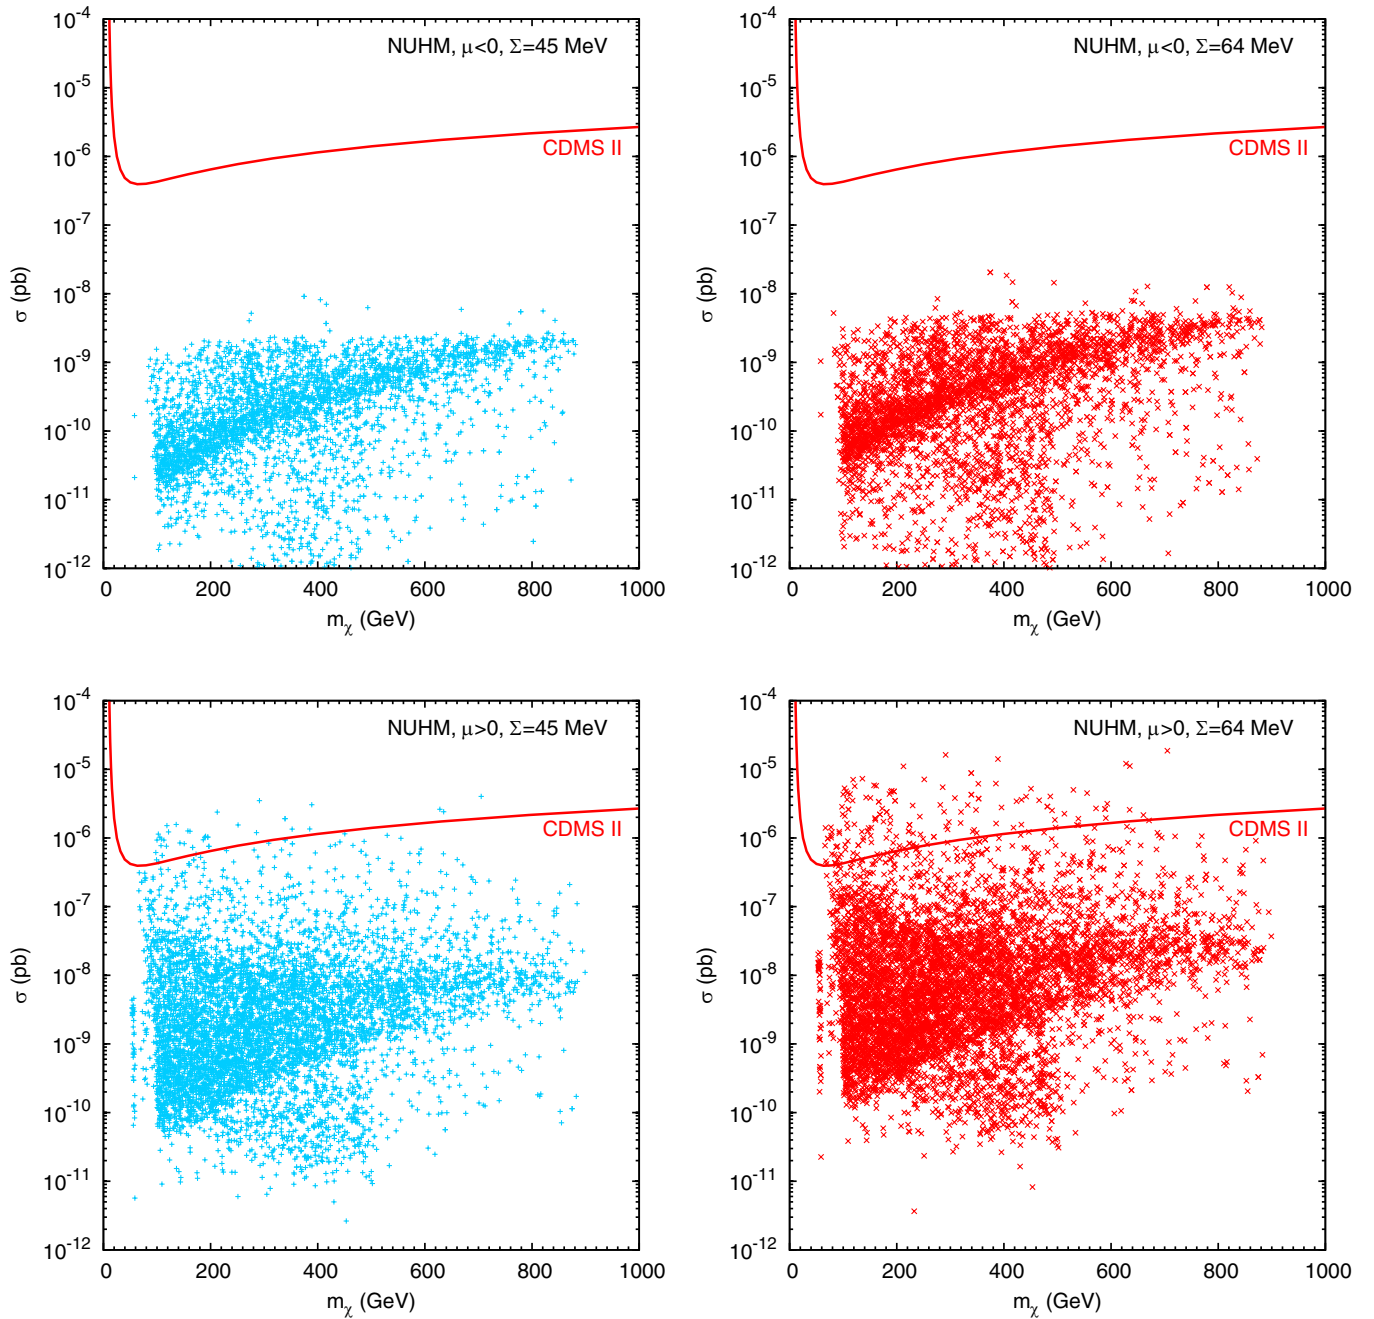 NUHM, μ<0, Σ=45 MeV
CDMS II
σ (pb)
10^-4
10^-5
10^-6
10^-7
10^-8
10^-9
10^-10
10^-11
10^-12
0 200 400 600 800 1000
m_χ (GeV)
NUHM, μ<0, Σ=64 MeV
CDMS II
σ (pb)
10^-4
10^-5
10^-6
10^-7
10^-8
10^-9
10^-10
10^-11
10^-12
0 200 400 600 800 1000
m_χ (GeV)
NUHM, μ>0, Σ=45 MeV
CDMS II
σ (pb)
10^-4
10^-5
10^-6
10^-7
10^-8
10^-9
10^-10
10^-11
10^-12
0 200 400 600 800 1000
m_χ (GeV)
NUHM, μ>0, Σ=64 MeV
CDMS II
σ (pb)
10^-4
10^-5
10^-6
10^-7
10^-8
10^-9
10^-10
10^-11
10^-12
0 200 400 600 800 1000
m_χ (GeV)